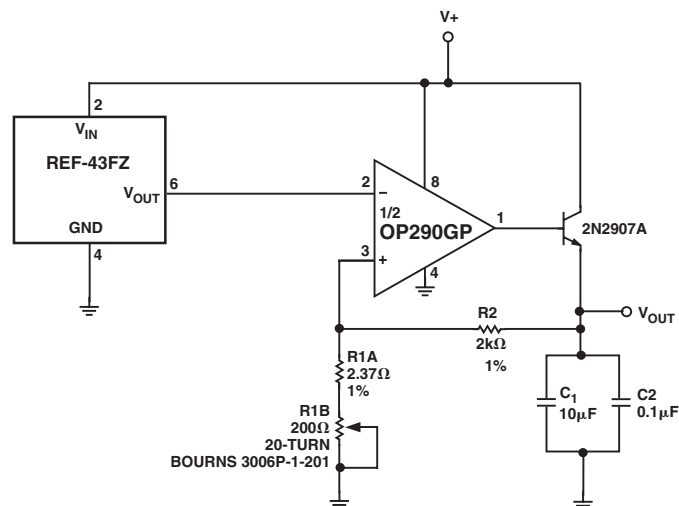 V+
2
VIN
REF-43FZ
VOUT
6
GND
4
2
−
8
1/2
OP290GP
1
3
+
4
2N2907A
R2
2kΩ
1%
VOUT
R1A
2.37Ω
1%
R1B
200Ω
20-TURN
BOURNS 3006P-1-201
C1
10μF
C2
0.1μF